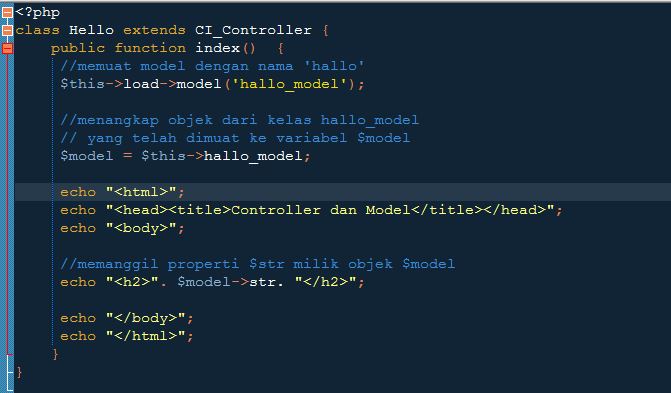 <?php
class Hello extends CI_Controller {
public function index()  {
//memuat model dengan nama 'hallo'
$this->load->model('hallo_model');
//menangkap objek dari kelas hallo_model
// yang telah dimuat ke variabel $model
$model = $this->hallo_model;
echo "<html>";
echo "<head><title>Controller dan Model</title></head>";
echo "<body>";
//memanggil properti $str milik objek $model
echo "<h2>". $model->str. "</h2>";
echo "</body>";
echo "</html>";
}
}